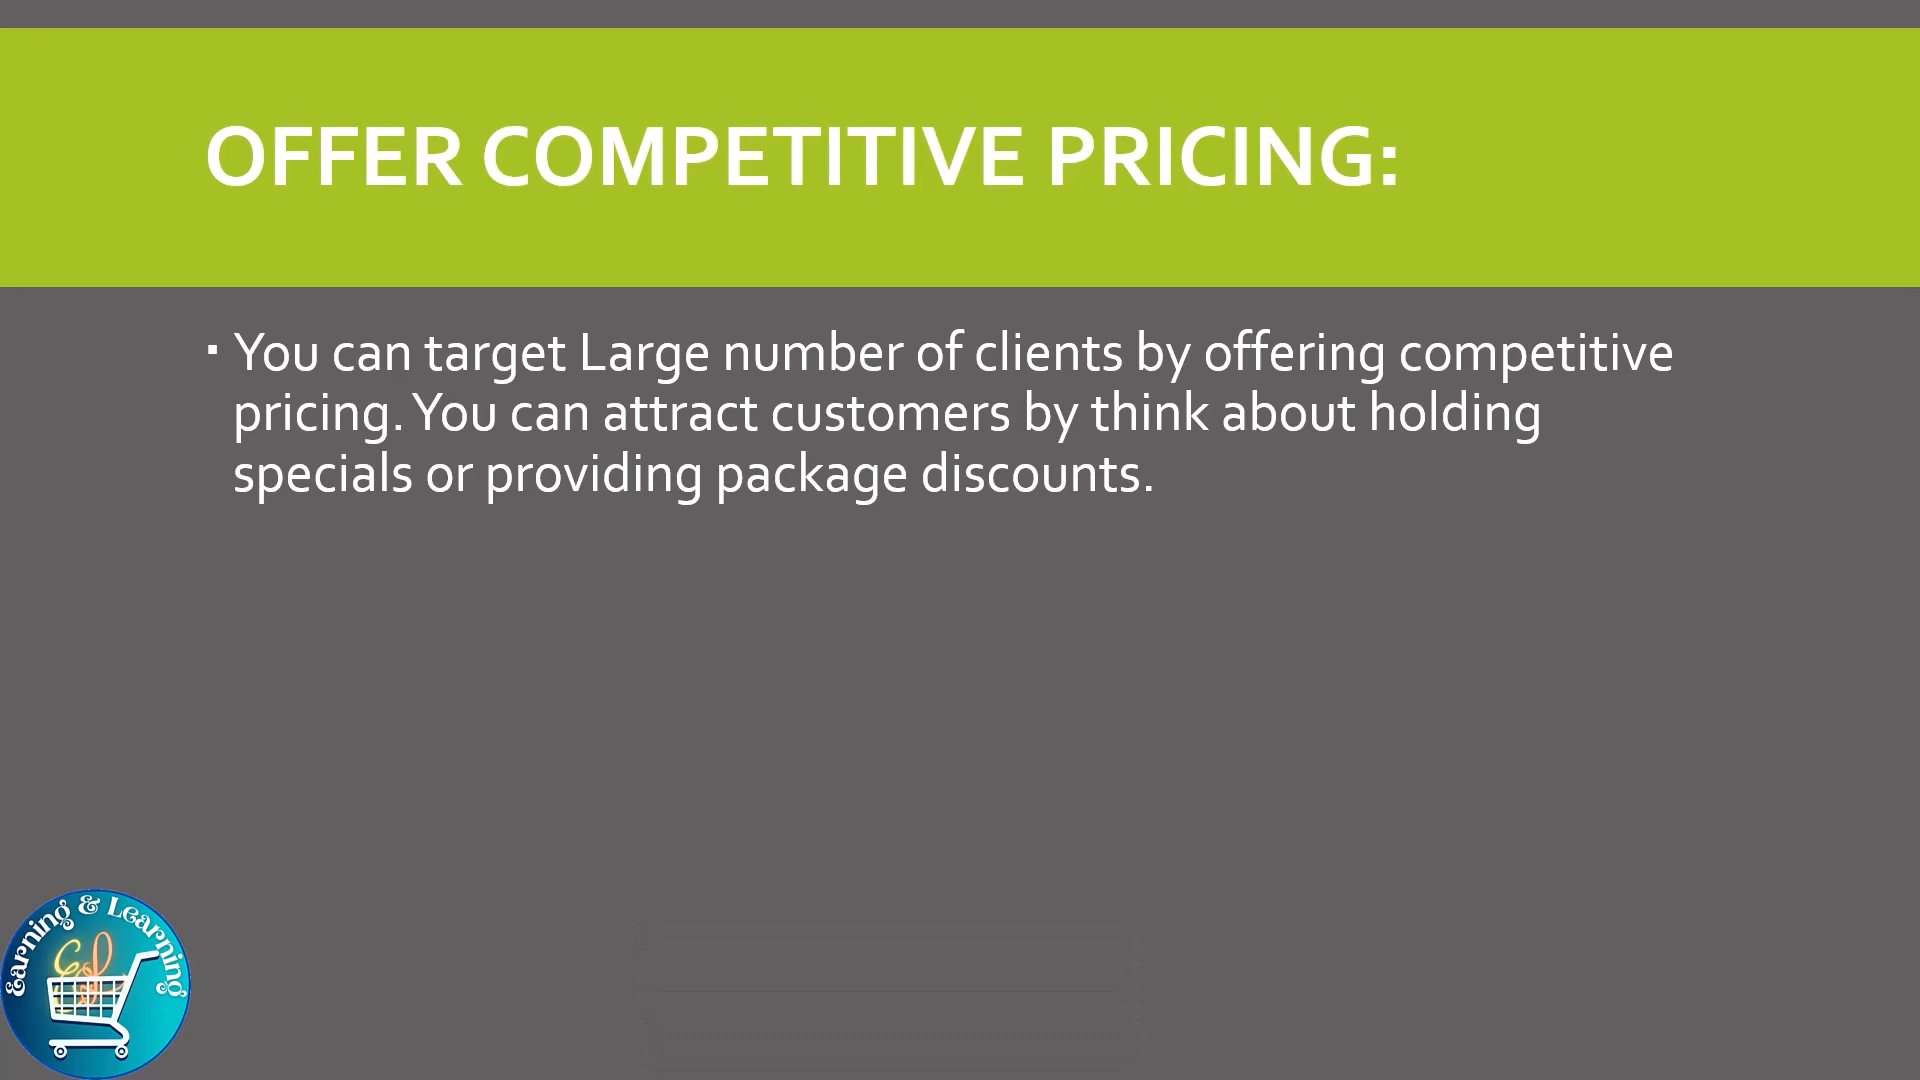 OFFER COMPETITIVE PRICING:
▪ You can target Large number of clients by offering competitive
pricing. You can attract customers by think about holding
specials or providing package discounts.
Earning & Learning
E&L